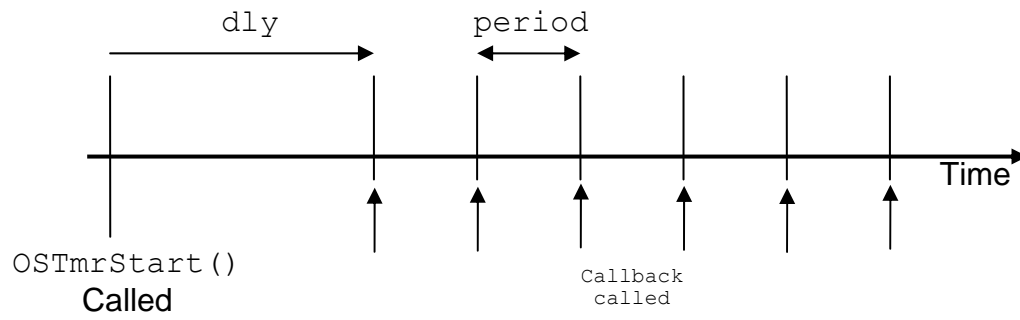 dly
period
Time
OSTmrStart()
Called
Callback
called